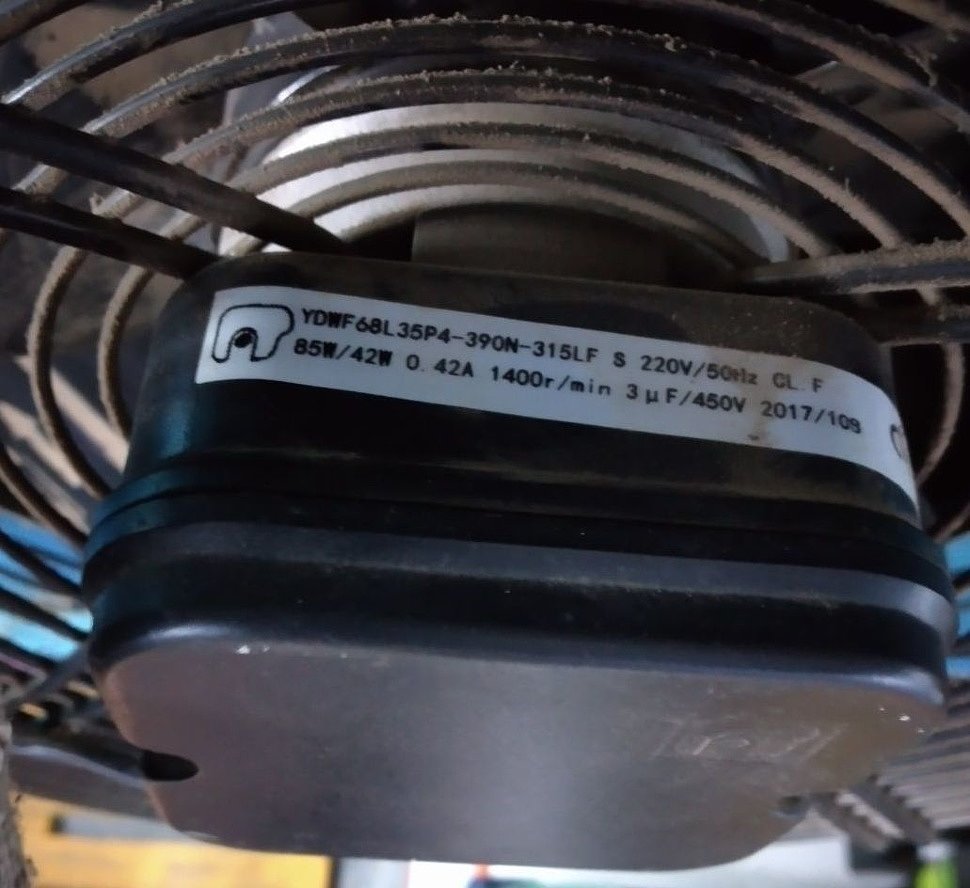 YDWF68L35P4-390N-315LF S 220V/50Hz CL F
85W/42W 0.42A 1400r/min 3μF/450V 2017/109